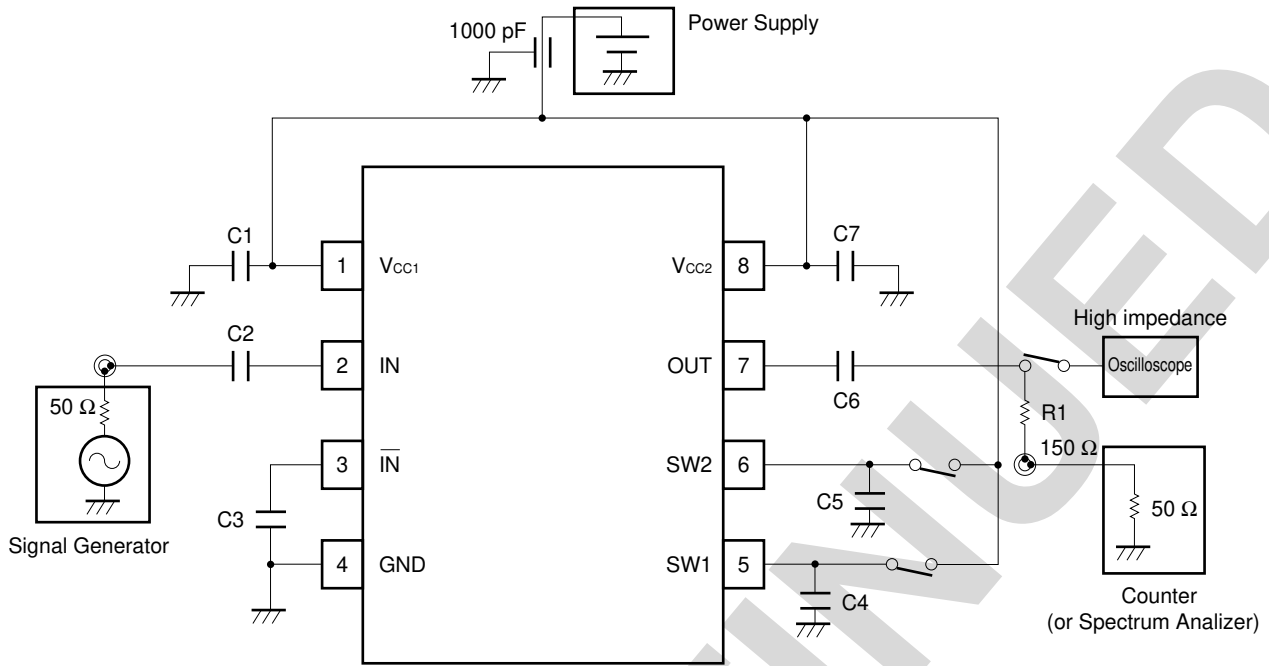 1000 pF
Power Supply
C1
1
VCC1
VCC2
8
C7
C2
2
IN
OUT
7
C6
High impedance
Oscilloscope
50 Ω
Signal Generator
R1
150 Ω
3
IN
SW2
6
C3
C5
50 Ω
4
GND
SW1
5
C4
Counter
(or Spectrum Analizer)
NUED